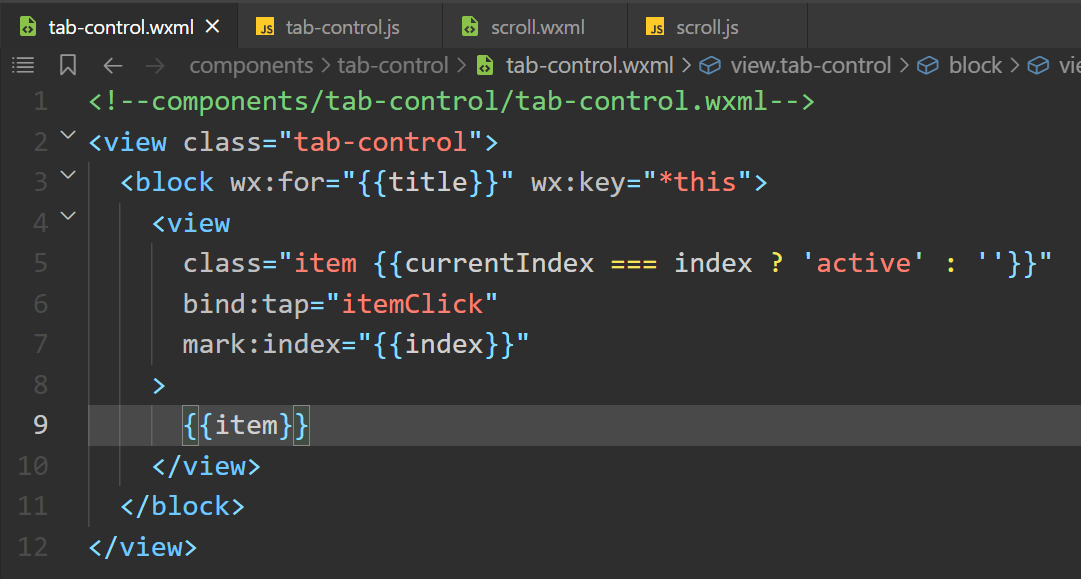 tab-control.wxml tab-control.js scroll.wxml scroll.js
components > tab-control > tab-control.wxml > view.tab-control > block >
1 <!--components/tab-control/tab-control.wxml-->
2 <view class="tab-control">
3 <block wx:for="{{title}}" wx:key="*this">
4 <view
5 class="item {{currentIndex === index ? 'active' : ''}}"
6 bind:tap="itemClick"
7 mark:index="{{index}}"
8 >
9 {{item}}
10 </view>
11 </block>
12 </view>